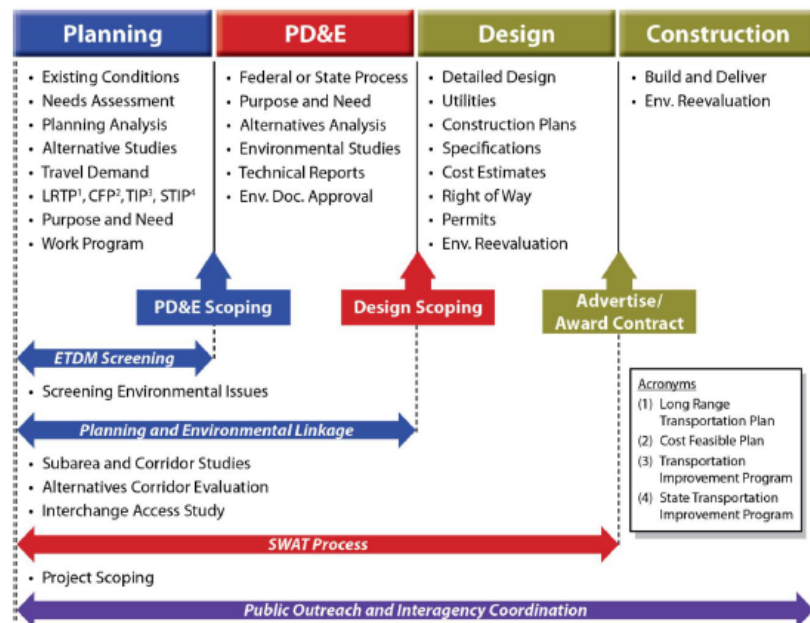 Planning
PD&E
Design
Construction
• Existing Conditions
• Needs Assessment
• Planning Analysis
• Alternative Studies
• Travel Demand
• LRTP¹, CFP², TIP³, STIP⁴
• Purpose and Need
• Work Program
• Federal or State Process
• Purpose and Need
• Alternatives Analysis
• Environmental Studies
• Technical Reports
• Env. Doc. Approval
• Detailed Design
• Utilities
• Construction Plans
• Specifications
• Cost Estimates
• Right of Way
• Permits
• Env. Reevaluation
• Build and Deliver
• Env. Reevaluation
PD&E Scoping
Design Scoping
Advertise/
Award Contract
ETDM Screening
• Screening Environmental Issues
Planning and Environmental Linkage
• Subarea and Corridor Studies
• Alternatives Corridor Evaluation
• Interchange Access Study
SWAT Process
• Project Scoping
Public Outreach and Interagency Coordination
Acronyms
(1) Long Range
Transportation Plan
(2) Cost Feasible Plan
(3) Transportation
Improvement Program
(4) State Transportation
Improvement Program